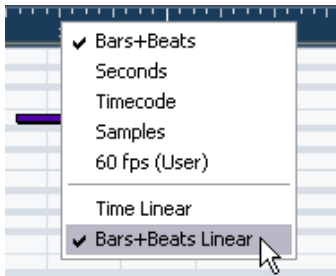 Bars+Beats
Seconds
Timecode
Samples
60 fps (User)
Time Linear
Bars+Beats Linear